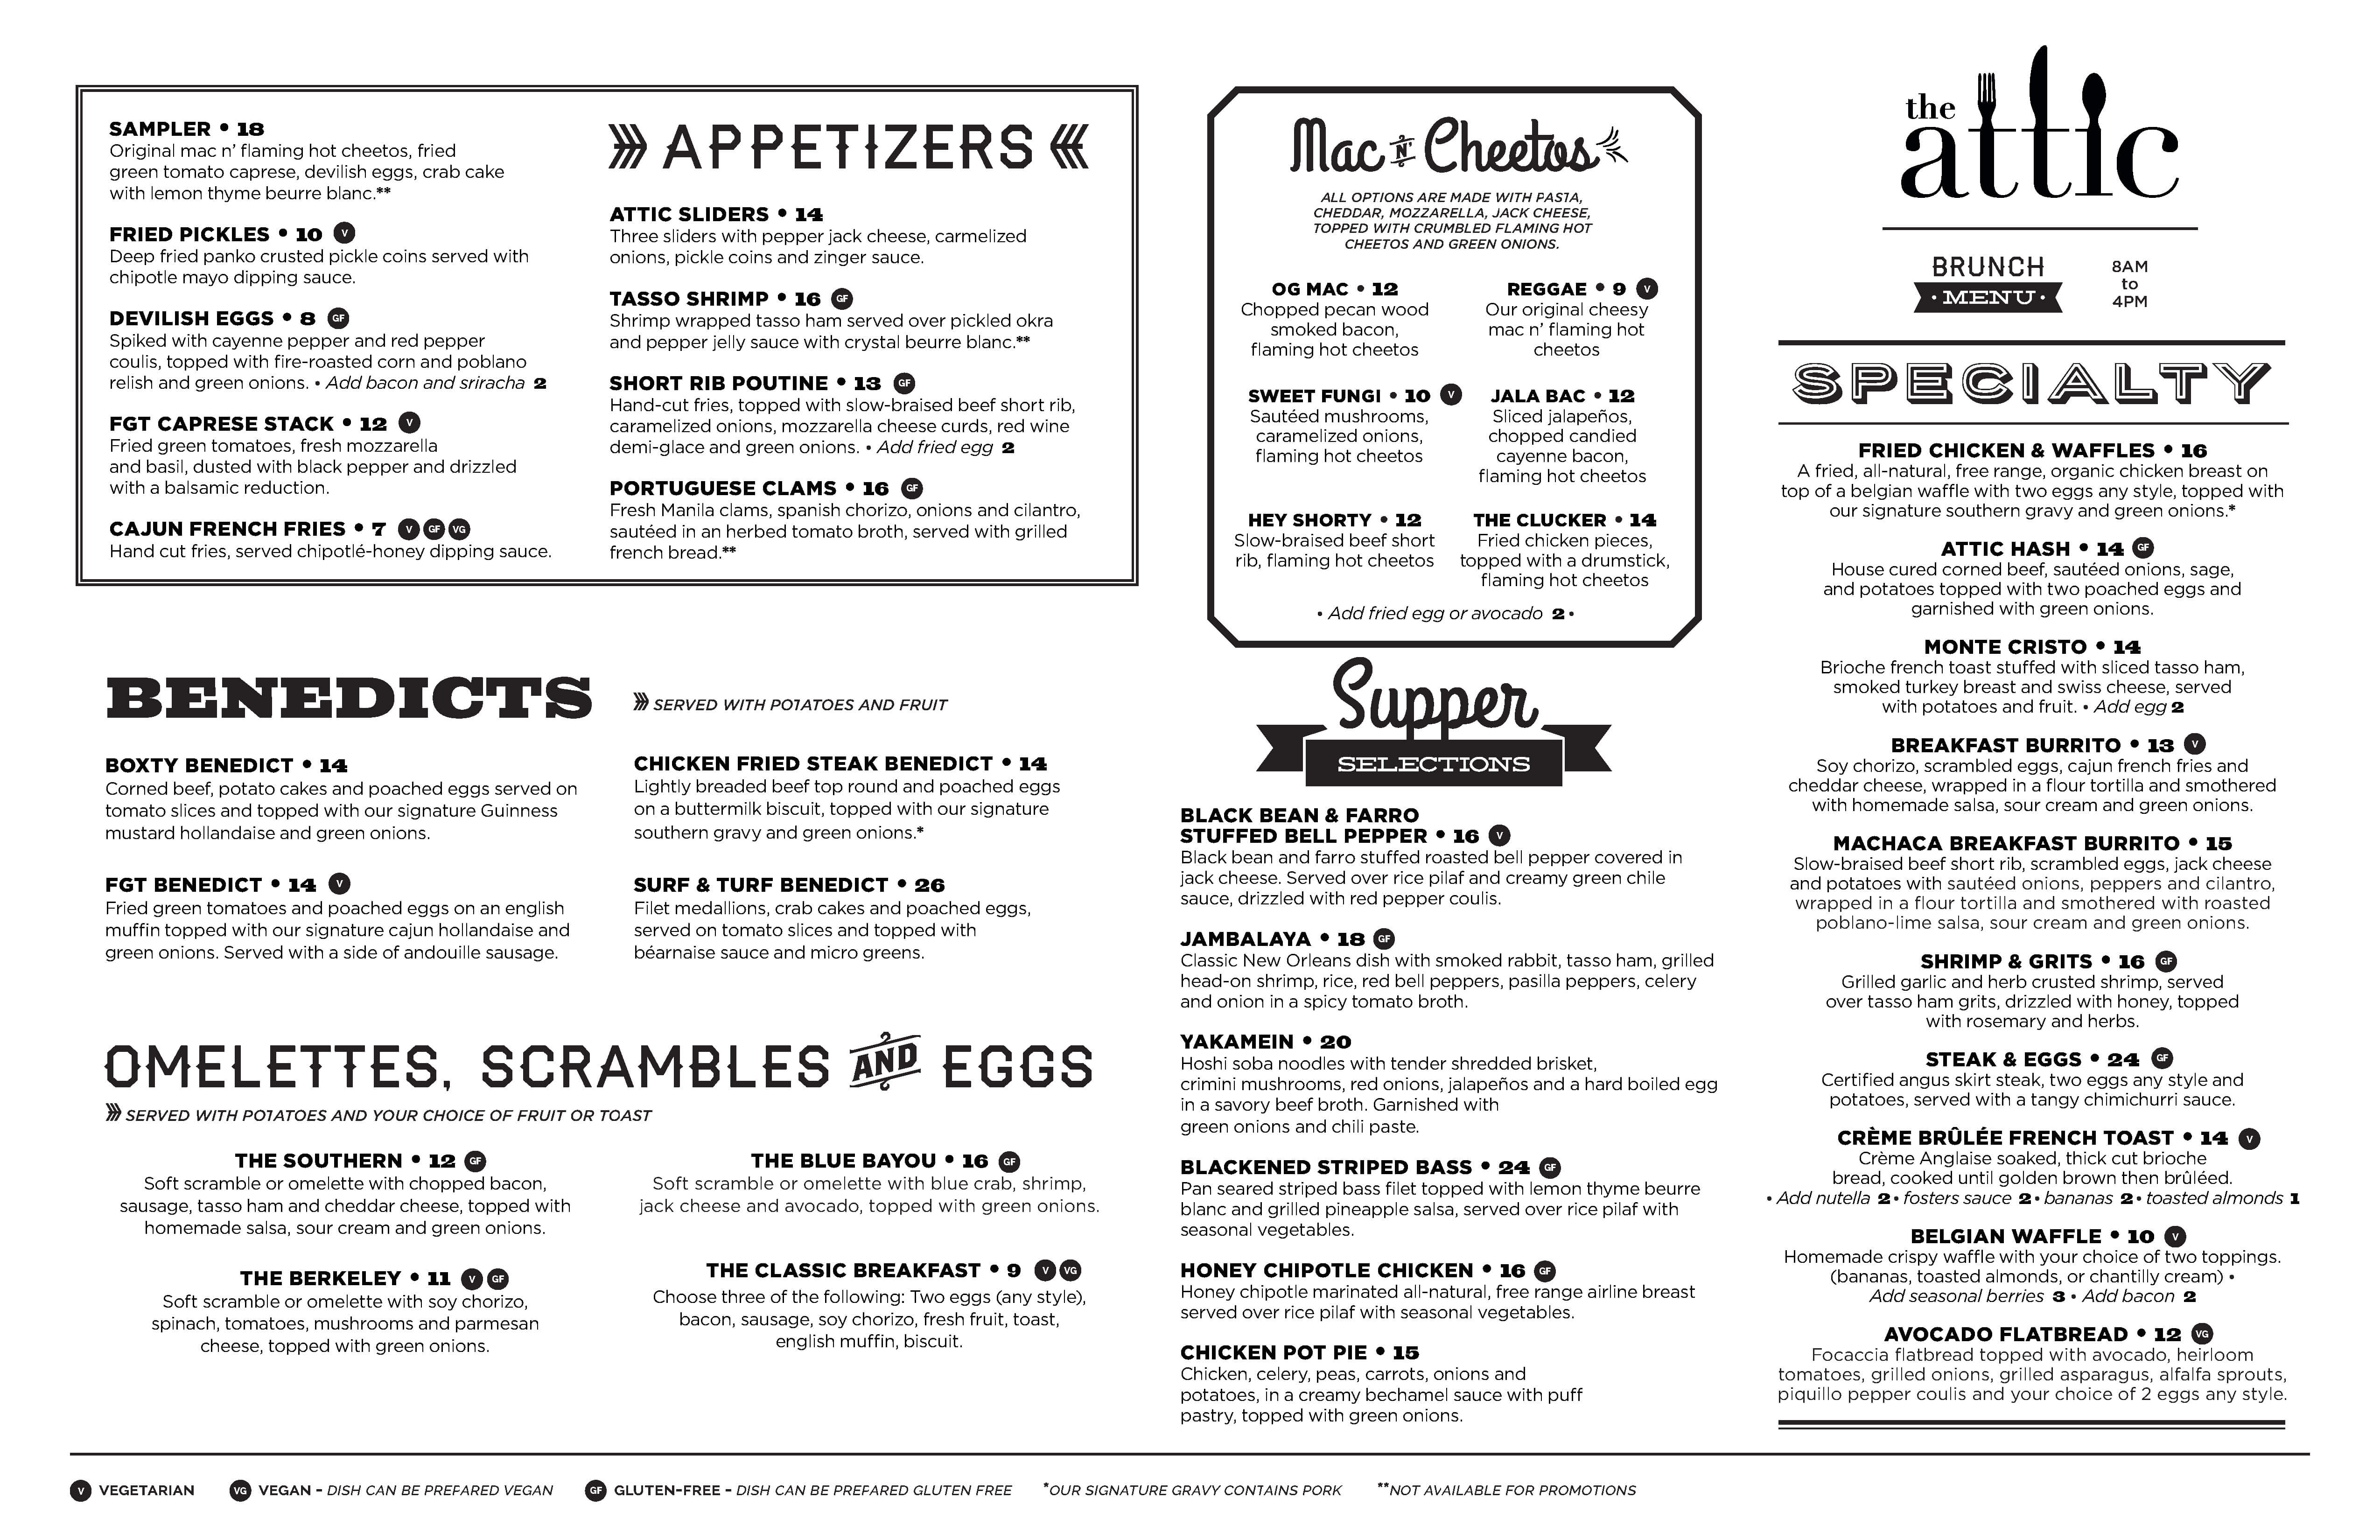 SAMPLER • 18
Original mac n' flaming hot cheetos, fried
green tomato caprese, devilish eggs, crab cake
with lemon thyme beurre blanc.**
FRIED PICKLES • 10 V
Deep fried panko crusted pickle coins served with
chipotle mayo dipping sauce.
DEVILISH EGGS • 8 GF
Spiked with cayenne pepper and red pepper
coulis, topped with fire-roasted corn and poblano
relish and green onions. • Add bacon and sriracha 2
FGT CAPRESE STACK • 12 V
Fried green tomatoes, fresh mozzarella
and basil, dusted with black pepper and drizzled
with a balsamic reduction.
CAJUN FRENCH FRIES • 7 V GF VG
Hand cut fries, served chipotlé-honey dipping sauce.
APPETIZERS
ATTIC SLIDERS • 14
Three sliders with pepper jack cheese, carmelized
onions, pickle coins and zinger sauce.
TASSO SHRIMP • 16 GF
Shrimp wrapped tasso ham served over pickled okra
and pepper jelly sauce with crystal beurre blanc.**
SHORT RIB POUTINE • 13 GF
Hand-cut fries, topped with slow-braised beef short rib,
caramelized onions, mozzarella cheese curds, red wine
demi-glace and green onions. • Add fried egg 2
PORTUGUESE CLAMS • 16 GF
Fresh Manila clams, spanish chorizo, onions and cilantro,
sautéed in an herbed tomato broth, served with grilled
french bread.**
BENEDICTS
SERVED WITH POTATOES AND FRUIT
BOXTY BENEDICT • 14
Corned beef, potato cakes and poached eggs served on
tomato slices and topped with our signature Guinness
mustard hollandaise and green onions.
FGT BENEDICT • 14 V
Fried green tomatoes and poached eggs on an english
muffin topped with our signature cajun hollandaise and
green onions. Served with a side of andouille sausage.
CHICKEN FRIED STEAK BENEDICT • 14
Lightly breaded beef top round and poached eggs
on a buttermilk biscuit, topped with our signature
southern gravy and green onions.*
SURF & TURF BENEDICT • 26
Filet medallions, crab cakes and poached eggs,
served on tomato slices and topped with
béarnaise sauce and micro greens.
OMELETTES, SCRAMBLES AND EGGS
SERVED WITH POTATOES AND YOUR CHOICE OF FRUIT OR TOAST
THE SOUTHERN • 12 GF
Soft scramble or omelette with chopped bacon,
sausage, tasso ham and cheddar cheese, topped with
homemade salsa, sour cream and green onions.
THE BERKELEY • 11 V GF
Soft scramble or omelette with soy chorizo,
spinach, tomatoes, mushrooms and parmesan
cheese, topped with green onions.
THE BLUE BAYOU • 16 GF
Soft scramble or omelette with blue crab, shrimp,
jack cheese and avocado, topped with green onions.
THE CLASSIC BREAKFAST • 9 V VG
Choose three of the following: Two eggs (any style),
bacon, sausage, soy chorizo, fresh fruit, toast,
english muffin, biscuit.
Mac N' Cheetos
ALL OPTIONS ARE MADE WITH PASTA,
CHEDDAR, MOZZARELLA, JACK CHEESE,
TOPPED WITH CRUMBLED FLAMING HOT
CHEETOS AND GREEN ONIONS.
OG MAC • 12
Chopped pecan wood
smoked bacon,
flaming hot cheetos
REGGAE • 9 V
Our original cheesy
mac n' flaming hot
cheetos
SWEET FUNGI • 10 V
Sautéed mushrooms,
caramelized onions,
flaming hot cheetos
JALA BAC • 12
Sliced jalapeños,
chopped candied
cayenne bacon,
flaming hot cheetos
HEY SHORTY • 12
Slow-braised beef short
rib, flaming hot cheetos
THE CLUCKER • 14
Fried chicken pieces,
topped with a drumstick,
flaming hot cheetos
• Add fried egg or avocado 2 •
Supper
SELECTIONS
BLACK BEAN & FARRO
STUFFED BELL PEPPER • 16 V
Black bean and farro stuffed roasted bell pepper covered in
jack cheese. Served over rice pilaf and creamy green chile
sauce, drizzled with red pepper coulis.
JAMBALAYA • 18 GF
Classic New Orleans dish with smoked rabbit, tasso ham, grilled
head-on shrimp, rice, red bell peppers, pasilla peppers, celery
and onion in a spicy tomato broth.
YAKAMEIN • 20
Hoshi soba noodles with tender shredded brisket,
crimini mushrooms, red onions, jalapeños and a hard boiled egg
in a savory beef broth. Garnished with
green onions and chili paste.
BLACKENED STRIPED BASS • 24 GF
Pan seared striped bass filet topped with lemon thyme beurre
blanc and grilled pineapple salsa, served over rice pilaf with
seasonal vegetables.
HONEY CHIPOTLE CHICKEN • 16 GF
Honey chipotle marinated all-natural, free range airline breast
served over rice pilaf with seasonal vegetables.
CHICKEN POT PIE • 15
Chicken, celery, peas, carrots, onions and
potatoes, in a creamy bechamel sauce with puff
pastry, topped with green onions.
the
attic
BRUNCH
• MENU •
8AM
to
4PM
SPECIALTY
FRIED CHICKEN & WAFFLES • 16
A fried, all-natural, free range, organic chicken breast on
top of a belgian waffle with two eggs any style, topped with
our signature southern gravy and green onions.*
ATTIC HASH • 14 GF
House cured corned beef, sautéed onions, sage,
and potatoes topped with two poached eggs and
garnished with green onions.
MONTE CRISTO • 14
Brioche french toast stuffed with sliced tasso ham,
smoked turkey breast and swiss cheese, served
with potatoes and fruit. • Add egg 2
BREAKFAST BURRITO • 13 V
Soy chorizo, scrambled eggs, cajun french fries and
cheddar cheese, wrapped in a flour tortilla and smothered
with homemade salsa, sour cream and green onions.
MACHACA BREAKFAST BURRITO • 15
Slow-braised beef short rib, scrambled eggs, jack cheese
and potatoes with sautéed onions, peppers and cilantro,
wrapped in a flour tortilla and smothered with roasted
poblano-lime salsa, sour cream and green onions.
SHRIMP & GRITS • 16 GF
Grilled garlic and herb crusted shrimp, served
over tasso ham grits, drizzled with honey, topped
with rosemary and herbs.
STEAK & EGGS • 24 GF
Certified angus skirt steak, two eggs any style and
potatoes, served with a tangy chimichurri sauce.
CRÈME BRÛLÉE FRENCH TOAST • 14 V
Crème Anglaise soaked, thick cut brioche
bread, cooked until golden brown then brûléed.
• Add nutella 2 • fosters sauce 2 • bananas 2 • toasted almonds 1
BELGIAN WAFFLE • 10 V
Homemade crispy waffle with your choice of two toppings.
(bananas, toasted almonds, or chantilly cream) •
Add seasonal berries 3 • Add bacon 2
AVOCADO FLATBREAD • 12 VG
Focaccia flatbread topped with avocado, heirloom
tomatoes, grilled onions, grilled asparagus, alfalfa sprouts,
piquillo pepper coulis and your choice of 2 eggs any style.
V VEGETARIAN VG VEGAN - DISH CAN BE PREPARED VEGAN GF GLUTEN-FREE - DISH CAN BE PREPARED GLUTEN FREE *OUR SIGNATURE GRAVY CONTAINS PORK **NOT AVAILABLE FOR PROMOTIONS